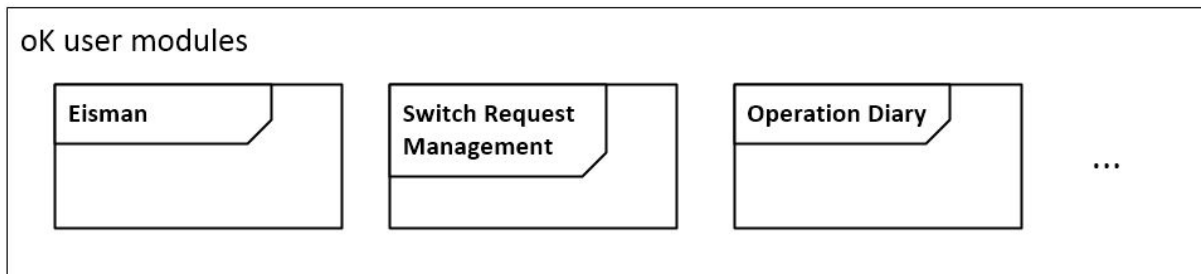 oK user modules
Eisman
Switch Request
Management
Operation Diary
...